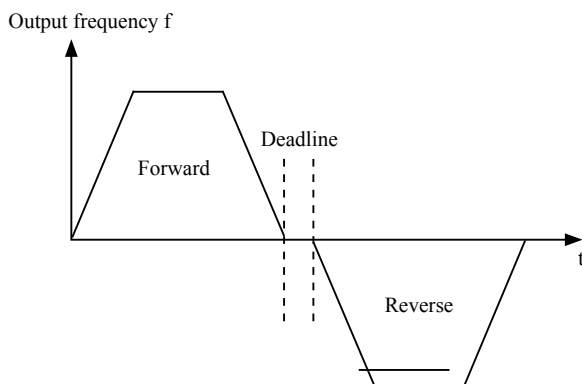 Output frequency f
Deadline
Forward
t
Reverse